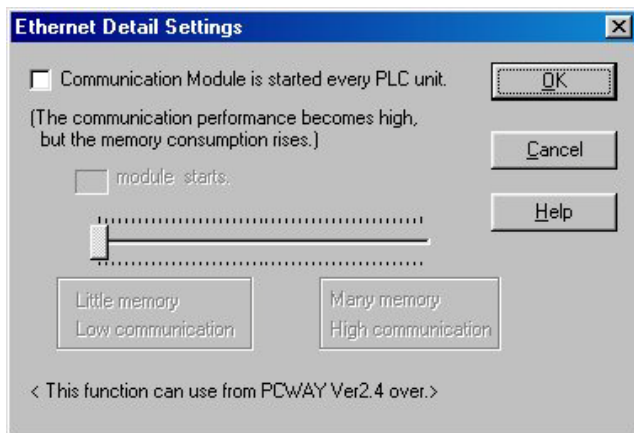 Ethernet Detail Settings
Communication Module is started every PLC unit.
OK
(The communication performance becomes high,
but the memory consumption rises.)
Cancel
module starts.
Help
Little memory
Low communication
Many memory
High communication
< This function can use from PCWAY Ver2.4 over.>